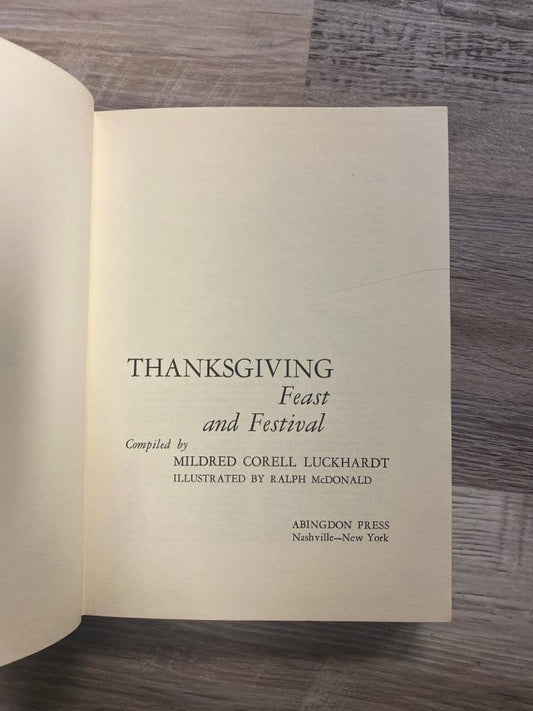 THANKSGIVING
Feast
and Festival
Compiled by
MILDRED CORELL LUCKHARDT
ILLUSTRATED BY RALPH McDONALD
ABINGDON PRESS
Nashville—New York